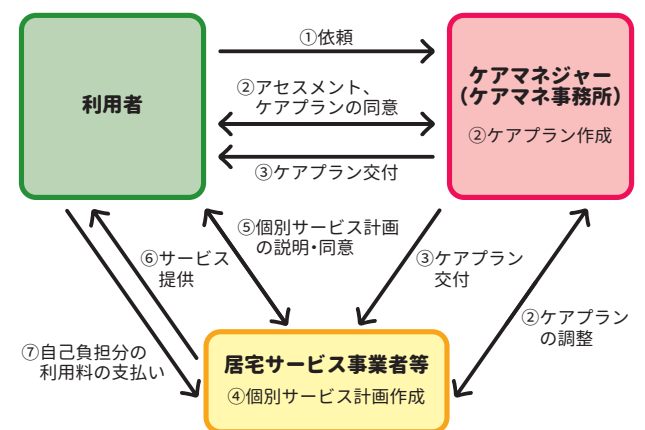 ①依頼
利用者
②アセスメント、
ケアプランの同意
③ケアプラン交付
ケアマネジャー
(ケアマネ事務所)
②ケアプラン作成
⑤個別サービス計画
の説明・同意
⑥サービス
提供
③ケアプラン
交付
②ケアプラン
の調整
⑦自己負担分の
利用料の支払い
居宅サービス事業者等
④個別サービス計画作成